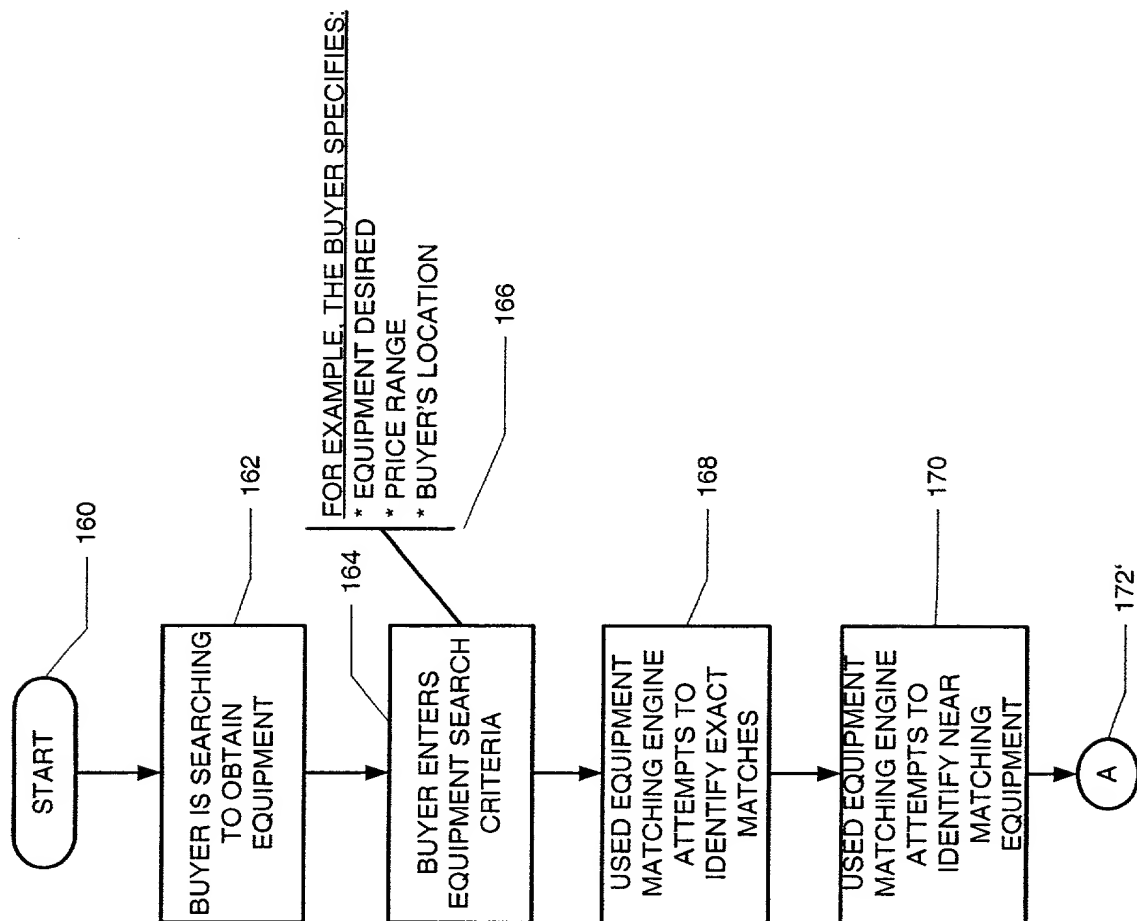 START
160
BUYER IS SEARCHING
TO OBTAIN
EQUIPMENT
162
164
BUYER ENTERS
EQUIPMENT SEARCH
CRITERIA
FOR EXAMPLE, THE BUYER SPECIFIES:
* EQUIPMENT DESIRED
* PRICE RANGE
* BUYER'S LOCATION
166
USED EQUIPMENT
MATCHING ENGINE
ATTEMPTS TO
IDENTIFY EXACT
MATCHES
168
USED EQUIPMENT
MATCHING ENGINE
ATTEMPTS TO
IDENTIFY NEAR
MATCHING
EQUIPMENT
170
A
172'